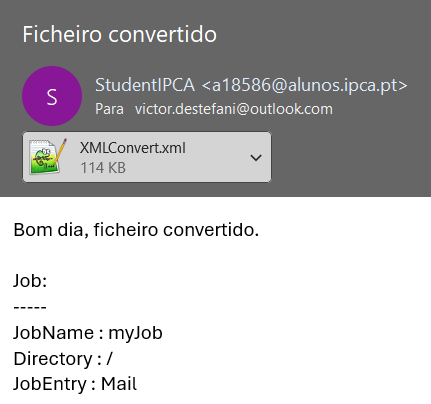 Ficheiro convertido
S
StudentIPCA <a18586@alunos.ipca.pt>
Para victor.destefani@outlook.com
XMLConvert.xml
114 KB
Bom dia, ficheiro convertido.
Job:
-----
JobName : myJob
Directory : /
JobEntry : Mail